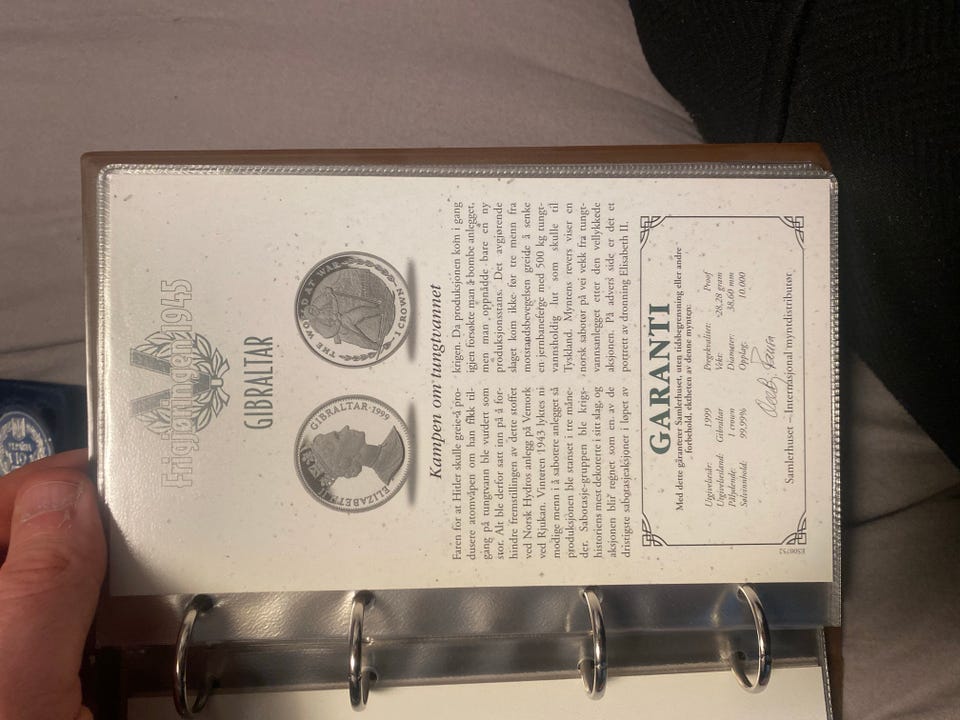 Frigjøringen 1945
GIBRALTAR
ELIZABETH II
GIBRALTAR · 1999
THE WORLD AT WAR
· 1 CROWN ·
Kampen om tungtvannet
Faren for at Hitler skulle greie å pro-
dusere atomvåpen om han fikk til-
gang på tungtvann ble vurdert som
stor. Alt ble derfor satt inn på å for-
hindre fremstillingen av dette stoffet
ved Norsk Hydros anlegg på Vemork
ved Rjukan. Vinteren 1943 lyktes ni
modige menn i å sabotere anlegget så
produksjonen ble stanset i tre måne-
der. Sabotasje-gruppen ble krigs-
historiens mest dekorerte i sitt slag, og
aksjonen blir regnet som en av de
dristigste sabotasjeaksjoner i løpet av
krigen. Da produksjonen kom i gang
igjen forsøkte man å bombe anlegget,
men man oppnådde bare en ny
produksjonsstans. Det avgjørende
slaget kom ikke før tre menn fra
motstandsbevegelsen greide å senke
en jernbaneferge med 500 kg tungt-
vannsholdig lut som skulle til
Tyskland. Myntens revers viser en
norsk sabotør på vei vekk fra tungt-
vannsanlegget etter den vellykkede
aksjonen. På advers side er det et
portrett av dronning Elisabeth II.
GARANTI
Med dette garanterer Samlerhuset, uten tidsbegrensning eller andre
forbehold, ektheten av denne mynten:
Utgivelsesår: 1999 Pregekvalitet: Proof
Utgivelsesland: Gibraltar Vekt: 28,28 gram
Pålydende: 1 crown Diameter: 38,60 mm
Sølvinnhold: 99,99% Opplag: 10.000
Samlerhuset – Internasjonal myntdistributør
E500752